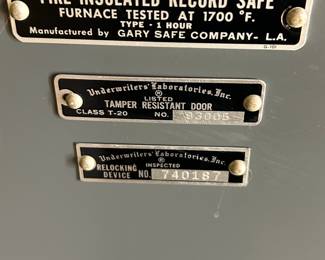 FIRE INSULATED RECORD SAFE
FURNACE TESTED AT 1700 °F.
TYPE - 1 HOUR
Manufactured by GARY SAFE COMPANY - L.A.
Underwriters' Laboratories, Inc.
®
LISTED
TAMPER RESISTANT DOOR
CLASS T-20 NO. 93005
Underwriters' Laboratories, Inc.
® INSPECTED
RELOCKING
DEVICE NO. 740187